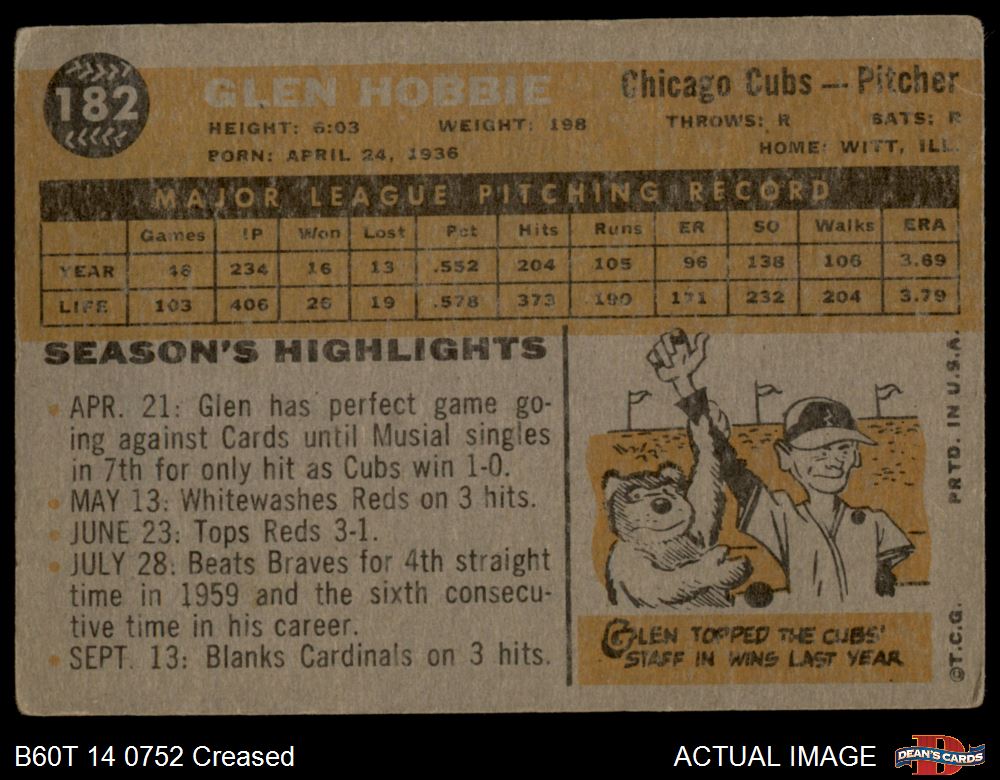 182
GLEN HOBBIE
Chicago Cubs — Pitcher
HEIGHT: 6:03 WEIGHT: 198 THROWS: R BATS: R
BORN: APRIL 24, 1936 HOME: WITT, ILL.
MAJOR LEAGUE PITCHING RECORD
Games IP Won Lost Pct Hits Runs ER SO Walks ERA
YEAR 46 234 16 13 .552 204 105 96 138 106 3.69
LIFE 103 406 26 19 .578 373 190 171 232 204 3.79
SEASON'S HIGHLIGHTS
• APR. 21: Glen has perfect game go-
ing against Cards until Musial singles
in 7th for only hit as Cubs win 1-0.
• MAY 13: Whitewashes Reds on 3 hits.
• JUNE 23: Tops Reds 3-1.
• JULY 28: Beats Braves for 4th straight
time in 1959 and the sixth consecu-
tive time in his career.
• SEPT. 13: Blanks Cardinals on 3 hits.
GLEN TOPPED THE CUBS'
STAFF IN WINS LAST YEAR
©T.C.G. PRTD. IN U.S.A.
B60T 14 0752 Creased
ACTUAL IMAGE
DEAN'S CARDS